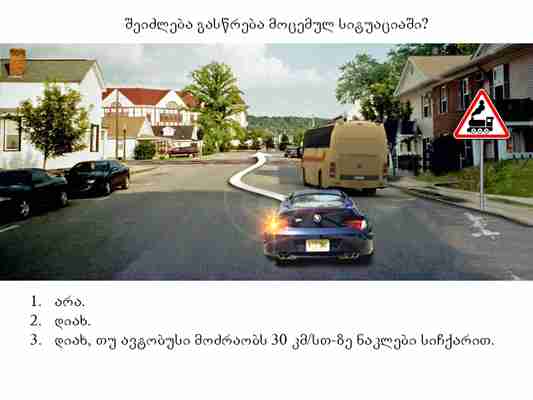 შეიძლება გასწრება მოცემულ სიტუაციაში?
1. არა.
2. დიახ.
3. დიახ, თუ ავტობუსი მოძრაობს 30 კმ/სთ-ზე ნაკლები სიჩქარით.